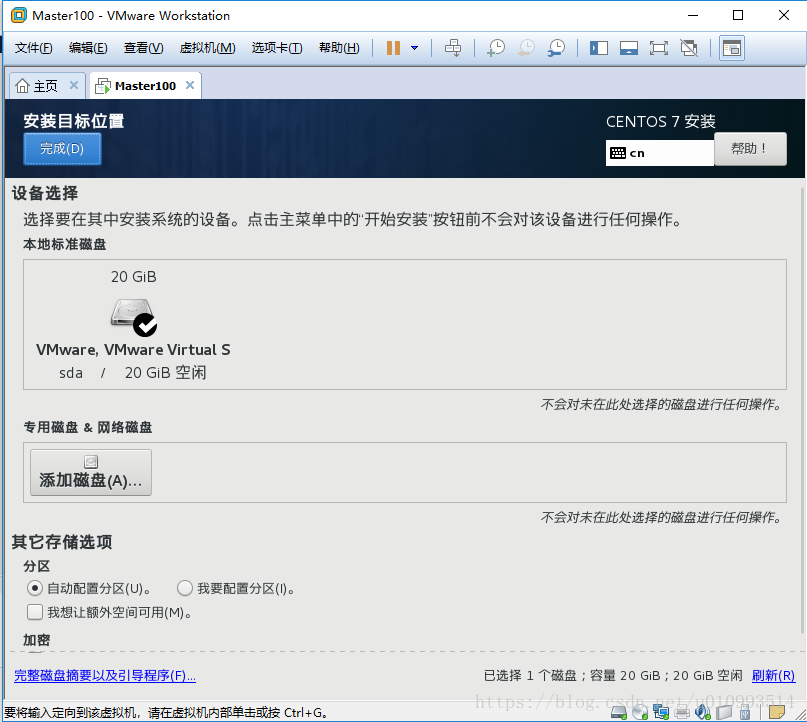 Master100 - VMware Workstation
文件(F) 编辑(E) 查看(V) 虚拟机(M) 选项卡(T) 帮助(H)
主页 Master100
安装目标位置 CENTOS 7 安装
完成(D) cn 帮助！
设备选择
选择要在其中安装系统的设备。点击主菜单中的“开始安装”按钮前不会对该设备进行任何操作。
本地标准磁盘
20 GiB
VMware, VMware Virtual S
sda / 20 GiB 空闲
不会对未在此处选择的磁盘进行任何操作。
专用磁盘 & 网络磁盘
添加磁盘(A)...
不会对未在此处选择的磁盘进行任何操作。
其它存储选项
分区
自动配置分区(U)。 我要配置分区(I)。
我想让额外空间可用(M)。
加密
完整磁盘摘要以及引导程序(F)... 已选择 1 个磁盘；容量 20 GiB；20 GiB 空闲 刷新(R)
https://blog.csdn.net/u010993514
要将输入定向到该虚拟机，请在虚拟机内部单击或按 Ctrl+G。